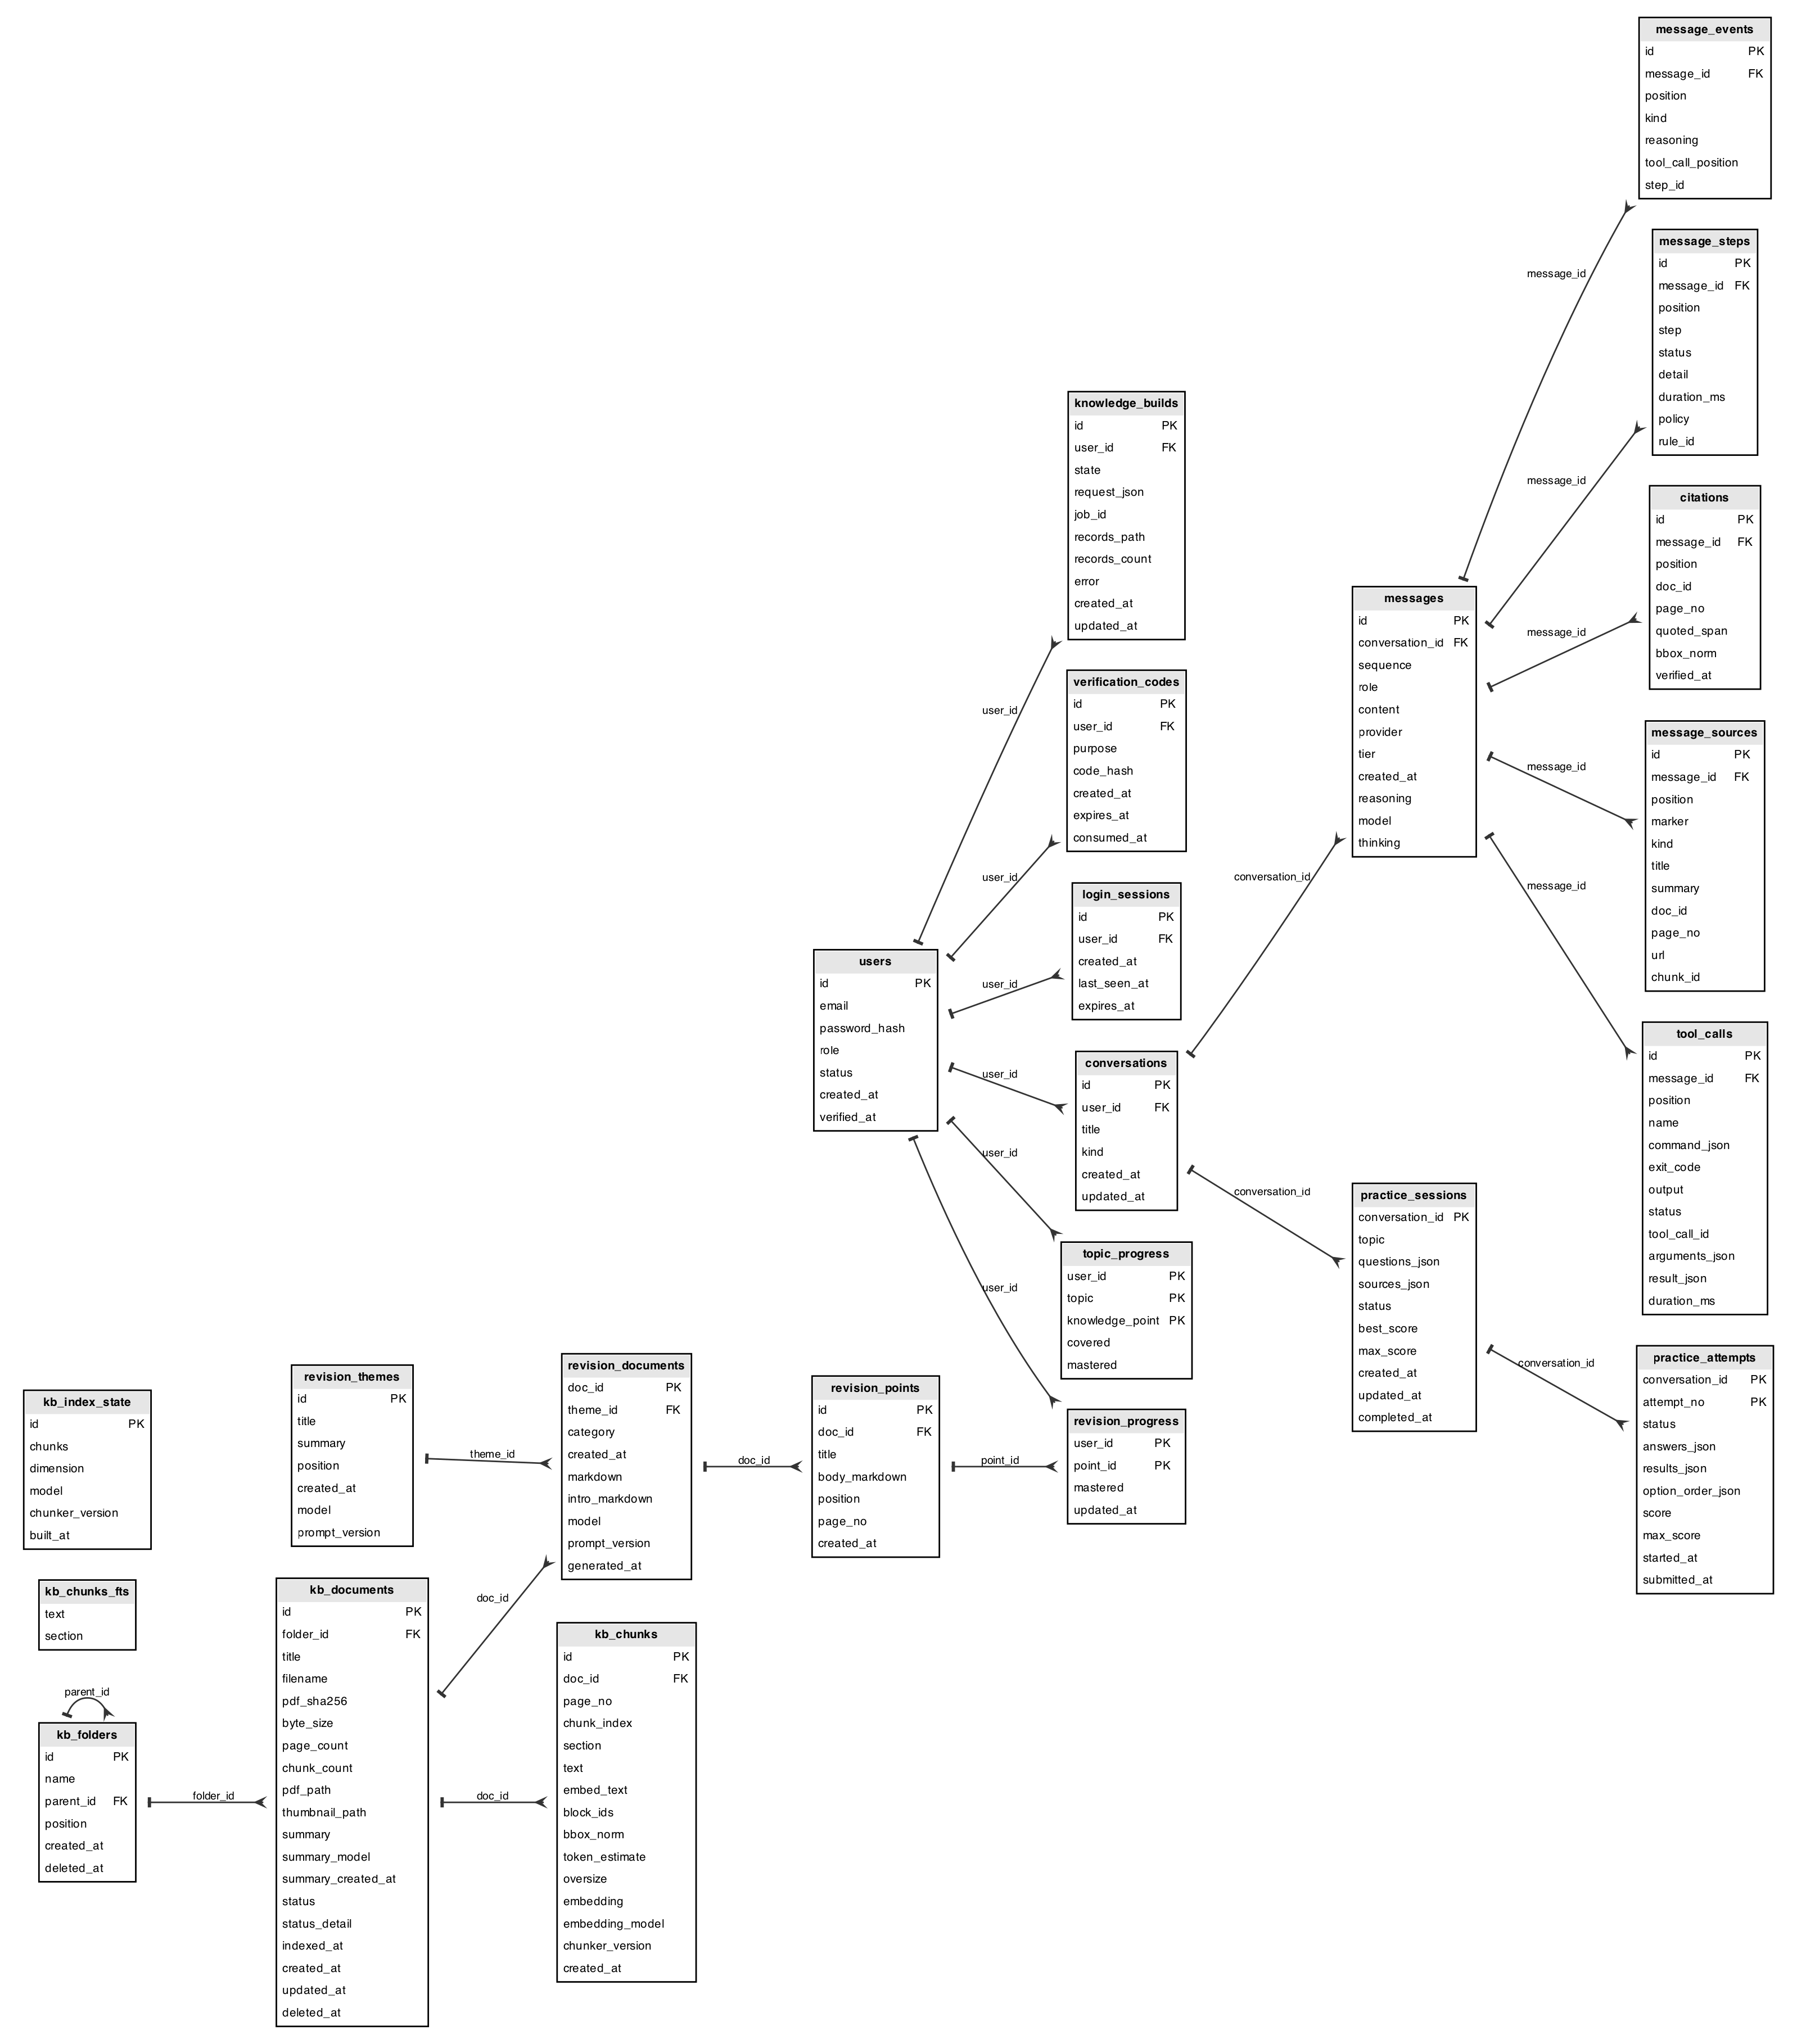 message_events
id PK
message_id FK
position
kind
reasoning
tool_call_position
step_id
message_steps
id PK
message_id FK
position
step
status
detail
duration_ms
policy
rule_id
citations
id PK
message_id FK
position
doc_id
page_no
quoted_span
bbox_norm
verified_at
message_sources
id PK
message_id FK
position
marker
kind
title
summary
doc_id
page_no
url
chunk_id
tool_calls
id PK
message_id FK
position
name
command_json
exit_code
output
status
tool_call_id
arguments_json
result_json
duration_ms
practice_attempts
conversation_id PK
attempt_no PK
status
answers_json
results_json
option_order_json
score
max_score
started_at
submitted_at
message_id
message_id
message_id
message_id
message_id
conversation_id
messages
id PK
conversation_id FK
sequence
role
content
provider
tier
created_at
reasoning
model
thinking
practice_sessions
conversation_id PK
topic
questions_json
sources_json
status
best_score
max_score
created_at
updated_at
completed_at
conversation_id
conversation_id
knowledge_builds
id PK
user_id FK
state
request_json
job_id
records_path
records_count
error
created_at
updated_at
verification_codes
id PK
user_id FK
purpose
code_hash
created_at
expires_at
consumed_at
login_sessions
id PK
user_id FK
created_at
last_seen_at
expires_at
conversations
id PK
user_id FK
title
kind
created_at
updated_at
topic_progress
user_id PK
topic PK
knowledge_point PK
covered
mastered
revision_progress
user_id PK
point_id PK
mastered
updated_at
user_id
user_id
user_id
user_id
user_id
user_id
point_id
users
id PK
email
password_hash
role
status
created_at
verified_at
revision_points
id PK
doc_id FK
title
body_markdown
position
page_no
created_at
doc_id
revision_documents
doc_id PK
theme_id FK
category
created_at
markdown
intro_markdown
model
prompt_version
generated_at
kb_chunks
id PK
doc_id FK
page_no
chunk_index
section
text
embed_text
block_ids
bbox_norm
token_estimate
oversize
embedding
embedding_model
chunker_version
created_at
theme_id
doc_id
doc_id
revision_themes
id PK
title
summary
position
created_at
model
prompt_version
kb_documents
id PK
folder_id FK
title
filename
pdf_sha256
byte_size
page_count
chunk_count
pdf_path
thumbnail_path
summary
summary_model
summary_created_at
status
status_detail
indexed_at
created_at
updated_at
deleted_at
folder_id
kb_index_state
id PK
chunks
dimension
model
chunker_version
built_at
kb_chunks_fts
text
section
parent_id
kb_folders
id PK
name
parent_id FK
position
created_at
deleted_at